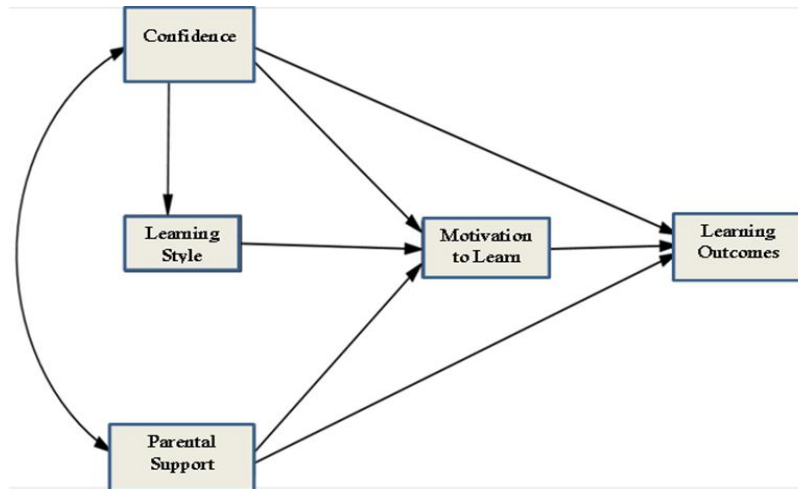 Confidence
Learning
Style
Motivation
to Learn
Learning
Outcomes
Parental
Support